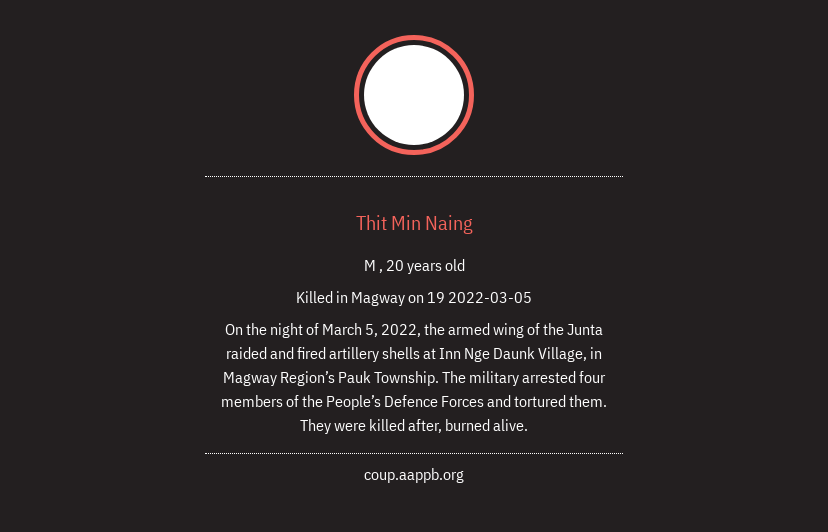 Thit Min Naing
M , 20 years old
Killed in Magway on 19 2022-03-05
On the night of March 5, 2022, the armed wing of the Junta
raided and fired artillery shells at Inn Nge Daunk Village, in
Magway Region’s Pauk Township. The military arrested four
members of the People’s Defence Forces and tortured them.
They were killed after, burned alive.
coup.aappb.org